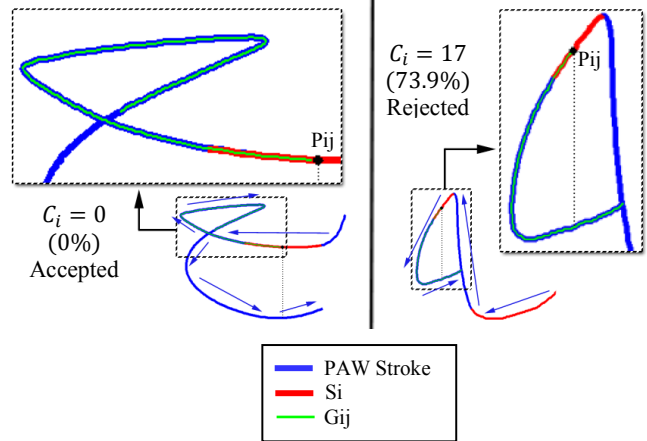 Pij
C_i = 0
(0%)
Accepted
C_i = 17
(73.9%)
Rejected
Pij
PAW Stroke
Si
Gij